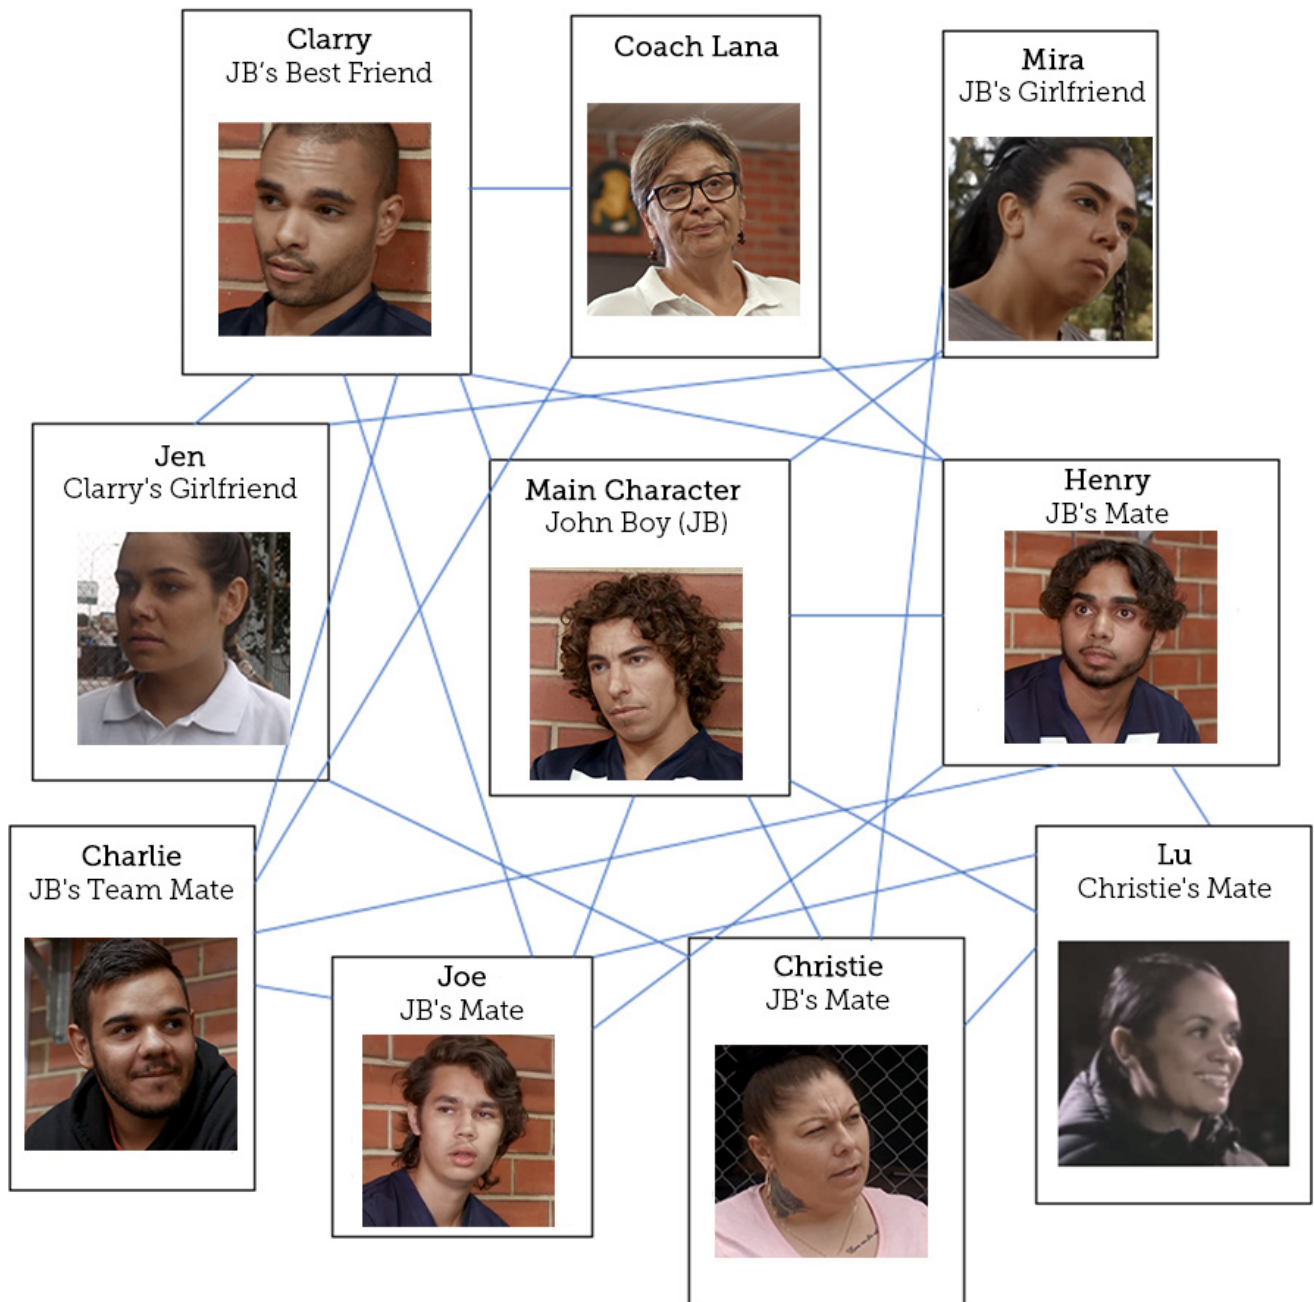 Clarry
JB's Best Friend
Coach Lana
Mira
JB's Girlfriend
Jen
Clarry's Girlfriend
Main Character
John Boy (JB)
Henry
JB's Mate
Charlie
JB's Team Mate
Joe
JB's Mate
Christie
JB's Mate
Lu
Christie's Mate